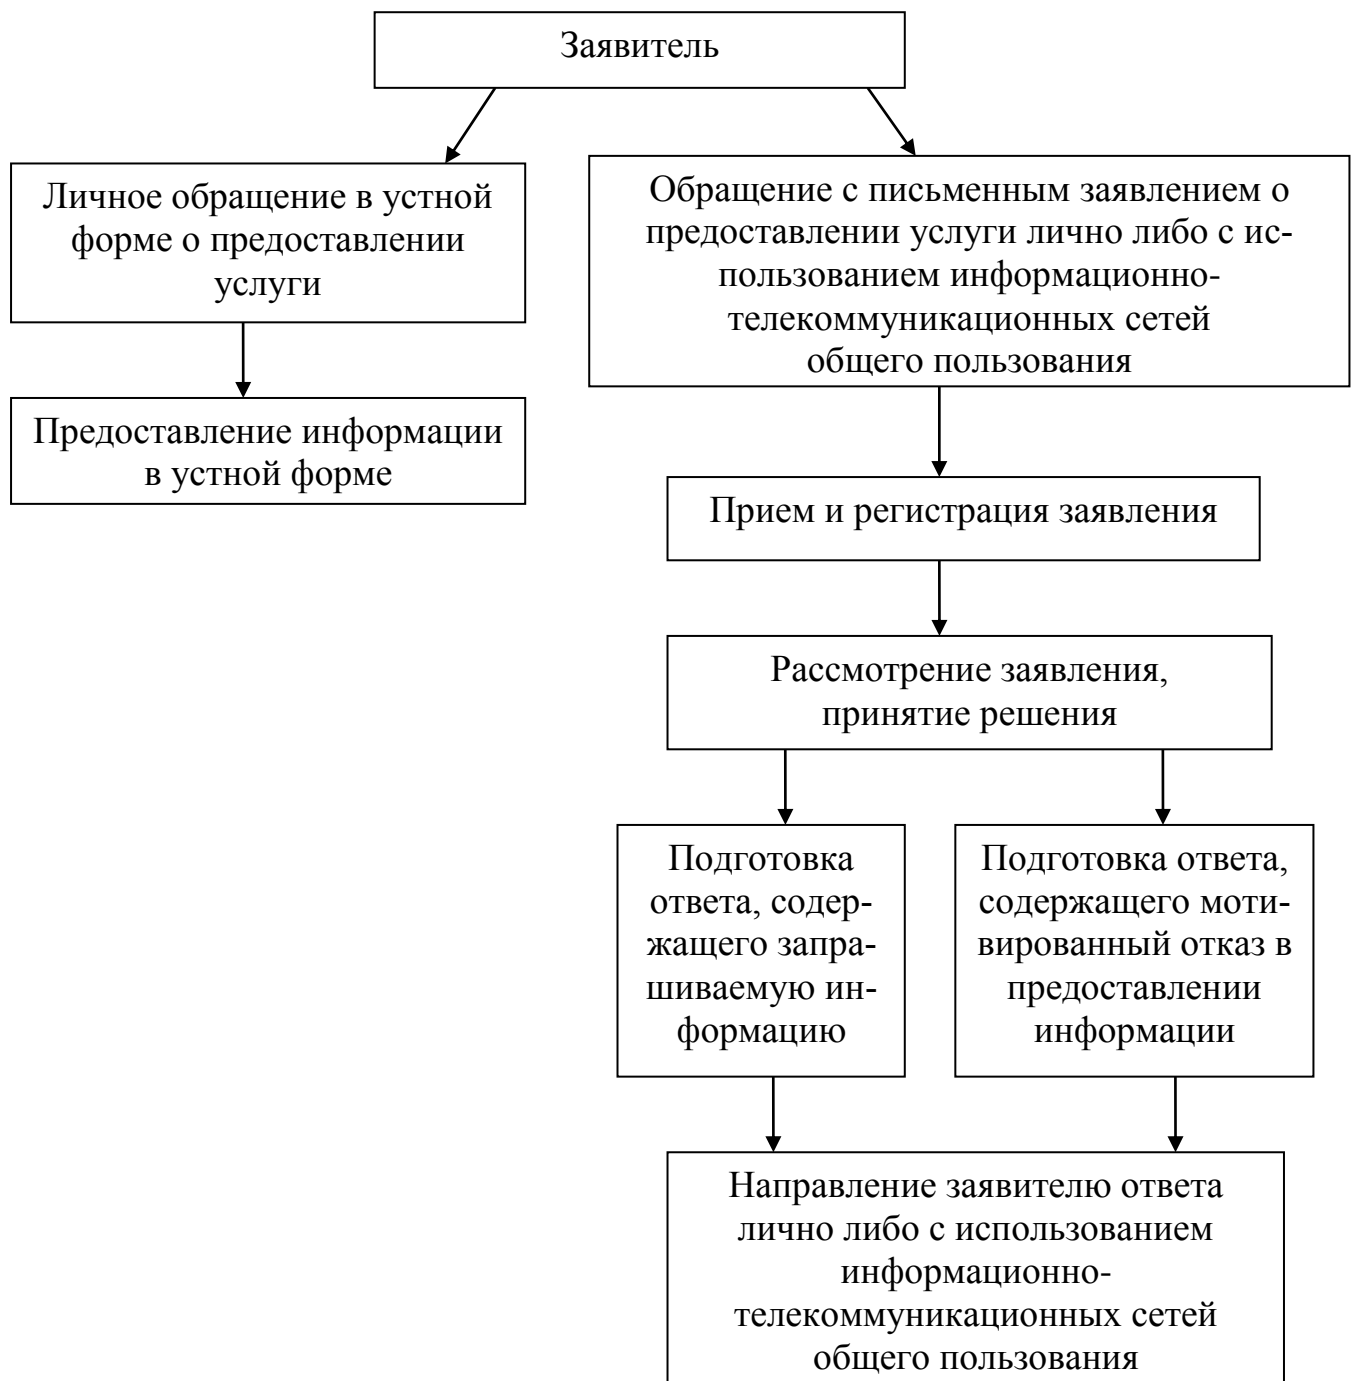 Заявитель
Личное обращение в устной
форме о предоставлении
услуги
Обращение с письменным заявлением о
предоставлении услуги лично либо с ис-
пользованием информационно-
телекоммуникационных сетей
общего пользования
Предоставление информации
в устной форме
Прием и регистрация заявления
Рассмотрение заявления,
принятие решения
Подготовка
ответа, содер-
жащего запра-
шиваемую ин-
формацию
Подготовка ответа,
содержащего моти-
вированный отказ в
предоставлении
информации
Направление заявителю ответа
лично либо с использованием
информационно-
телекоммуникационных сетей
общего пользования